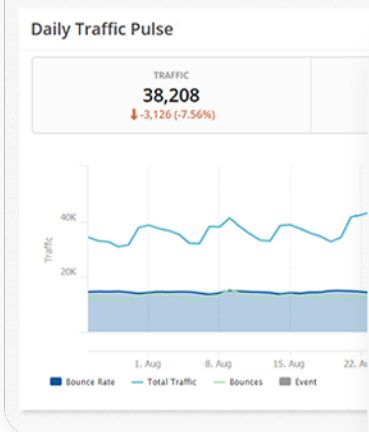 Daily Traffic Pulse
TRAFFIC
38,208
-3,126 (-7.56%)
Traffic
40K
20K
1. Aug 8. Aug 15. Aug 22. A
Bounce Rate Total Traffic Bounces Event